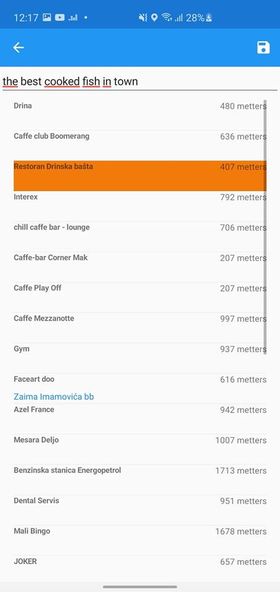 12:17 28%
the best cooked fish in town
Drina 480 metters
Caffe club Boomerang 636 metters
Restoran Drinska bašta 407 metters
Interex 792 metters
chill caffe bar - lounge 706 metters
Caffe-bar Corner Mak 207 metters
Caffe Play Off 207 metters
Caffe Mezzanotte 997 metters
Gym 937 metters
Faceart doo 616 metters
Zaima Imamovića bb
Azel France 942 metters
Mesara Deljo 1007 metters
Benzinska stanica Energopetrol 1713 metters
Dental Servis 951 metters
Mali Bingo 1678 metters
JOKER 657 metters